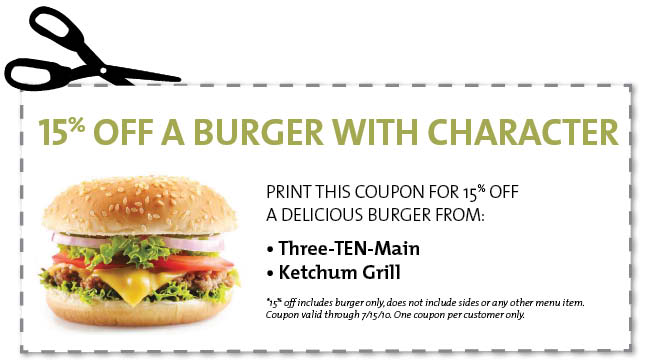 15% OFF A BURGER WITH CHARACTER
PRINT THIS COUPON FOR 15% OFF
A DELICIOUS BURGER FROM:
• Three-TEN-Main
• Ketchum Grill
*15% off includes burger only, does not include sides or any other menu item.
Coupon valid through 7/15/10. One coupon per customer only.